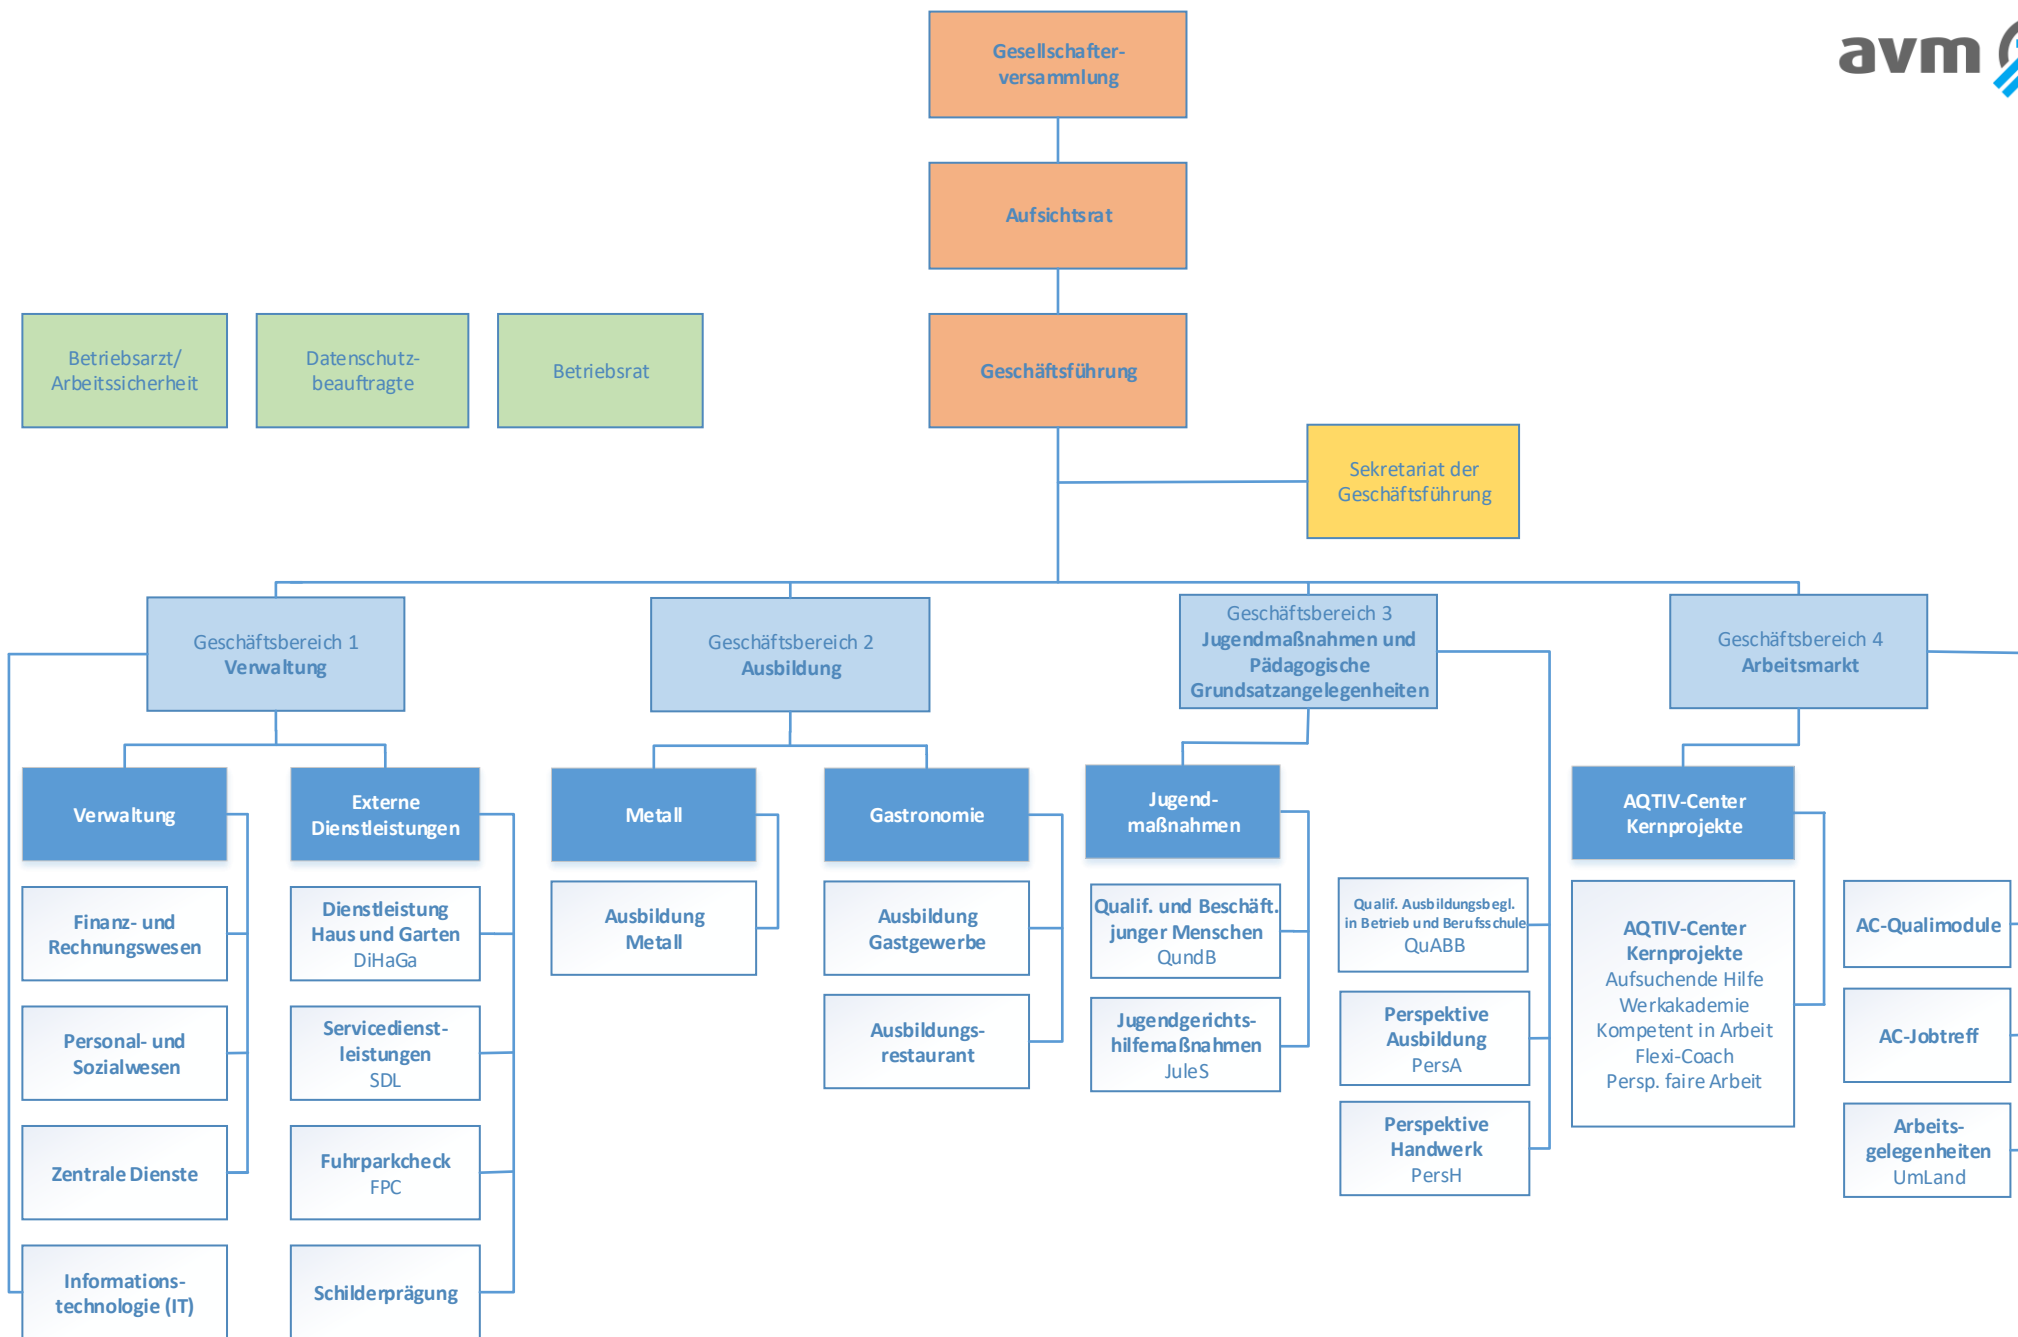 avm
Gesellschafter-
versammlung
Aufsichtsrat
Betriebsarzt/
Arbeitssicherheit
Datenschutz-
beauftragte
Betriebsrat
Geschäftsführung
Sekretariat der
Geschäftsführung
Geschäftsbereich 1
Verwaltung
Geschäftsbereich 2
Ausbildung
Geschäftsbereich 3
Jugendmaßnahmen und
Pädagogische
Grundsatzangelegenheiten
Geschäftsbereich 4
Arbeitsmarkt
Verwaltung
Externe
Dienstleistungen
Metall
Gastronomie
Jugend-
maßnahmen
AQTIV-Center
Kernprojekte
Finanz- und
Rechnungswesen
Personal- und
Sozialwesen
Zentrale Dienste
Informations-
technologie (IT)
Dienstleistung
Haus und Garten
DiHaGa
Servicedienst-
leistungen
SDL
Fuhrparkcheck
FPC
Schilderprägung
Ausbildung
Metall
Ausbildung
Gastgewerbe
Ausbildungs-
restaurant
Qualif. und Beschäft.
junger Menschen
QundB
Jugendgerichts-
hilfemaßnahmen
JuleS
Qualif. Ausbildungsbegl.
in Betrieb und Berufsschule
QuABB
Perspektive
Ausbildung
PersA
Perspektive
Handwerk
PersH
AQTIV-Center
Kernprojekte
Aufsuchende Hilfe
Werkakademie
Kompetent in Arbeit
Flexi-Coach
Persp. faire Arbeit
AC-Qualimodule
AC-Jobtreff
Arbeits-
gelegenheiten
UmLand